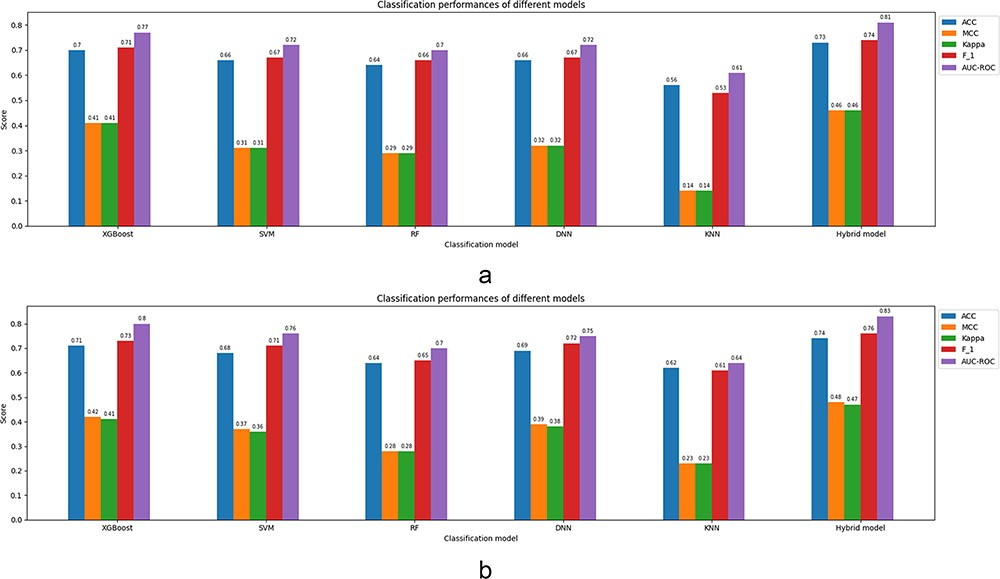 Classification performances of different models
0.8
0.7
0.6
0.5
0.4
0.3
0.2
0.1
0.0
Score
0.7 0.41 0.41 0.71 0.77
0.66 0.31 0.31 0.67 0.72
0.64 0.29 0.29 0.66 0.7
0.66 0.32 0.32 0.67 0.72
0.56 0.14 0.14 0.53 0.61
0.73 0.46 0.46 0.74 0.81
XGBoost SVM RF DNN KNN Hybrid model
Classification model
ACC
MCC
Kappa
F_1
AUC-ROC
a
Classification performances of different models
0.8
0.7
0.6
0.5
0.4
0.3
0.2
0.1
0.0
Score
0.71 0.42 0.41 0.73 0.8
0.68 0.37 0.36 0.71 0.76
0.64 0.28 0.28 0.65 0.7
0.69 0.39 0.38 0.72 0.75
0.62 0.23 0.23 0.61 0.64
0.74 0.48 0.47 0.76 0.83
XGBoost SVM RF DNN KNN Hybrid model
Classification model
ACC
MCC
Kappa
F_1
AUC-ROC
b